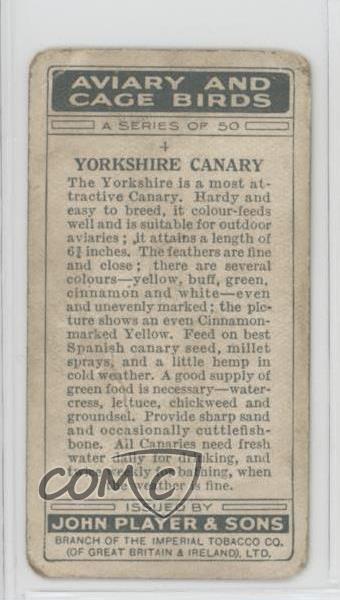 AVIARY AND
CAGE BIRDS
A SERIES OF 50
4
YORKSHIRE CANARY
The Yorkshire is a most at-
tractive Canary. Hardy and
easy to breed, it colour-feeds
well and is suitable for outdoor
aviaries; it attains a length of
6¾ inches. The feathers are fine
and close; there are several
colours—yellow, buff, green,
cinnamon and white—even
and unevenly marked; the pic-
ture shows an even Cinnamon-
marked Yellow. Feed on best
Spanish canary seed, millet
sprays, and a little hemp in
cold weather. A good supply of
green food is necessary—water-
cress, lettuce, chickweed and
groundsel. Provide sharp sand
and occasionally cuttlefish-
bone. All Canaries need fresh
water daily for drinking, and
twice weekly for bathing, when
the weather is fine.
COMC
ISSUED BY
JOHN PLAYER & SONS
BRANCH OF THE IMPERIAL TOBACCO CO.
(OF GREAT BRITAIN & IRELAND), LTD.